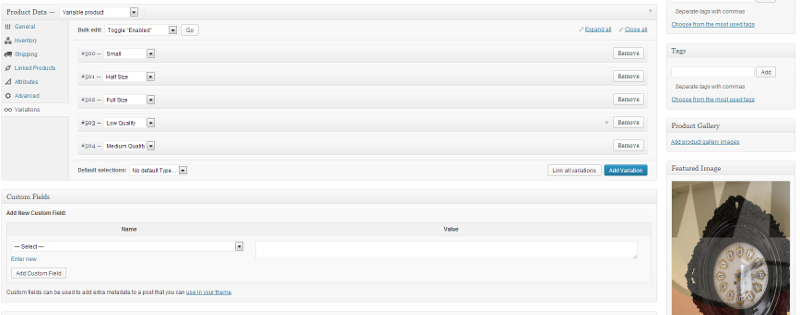 Product Data — Variable product
General
Inventory
Shipping
Linked Products
Attributes
Advanced
Variations
Bulk edit: Toggle "Enabled" Go Expand all Close all
#500 — Small Remove
#501 — Half Size Remove
#502 — Full Size Remove
#503 — Low Quality Remove
#504 — Medium Quality Remove
Default selections: No default Type... Link all variations Add Variation
Custom Fields
Add New Custom Field:
Name Value
— Select —
Enter new
Add Custom Field
Custom fields can be used to add extra metadata to a post that you can use in your theme.
Separate tags with commas
Choose from the most used tags
Tags
Add
Separate tags with commas
Choose from the most used tags
Product Gallery
Add product gallery images
Featured Image